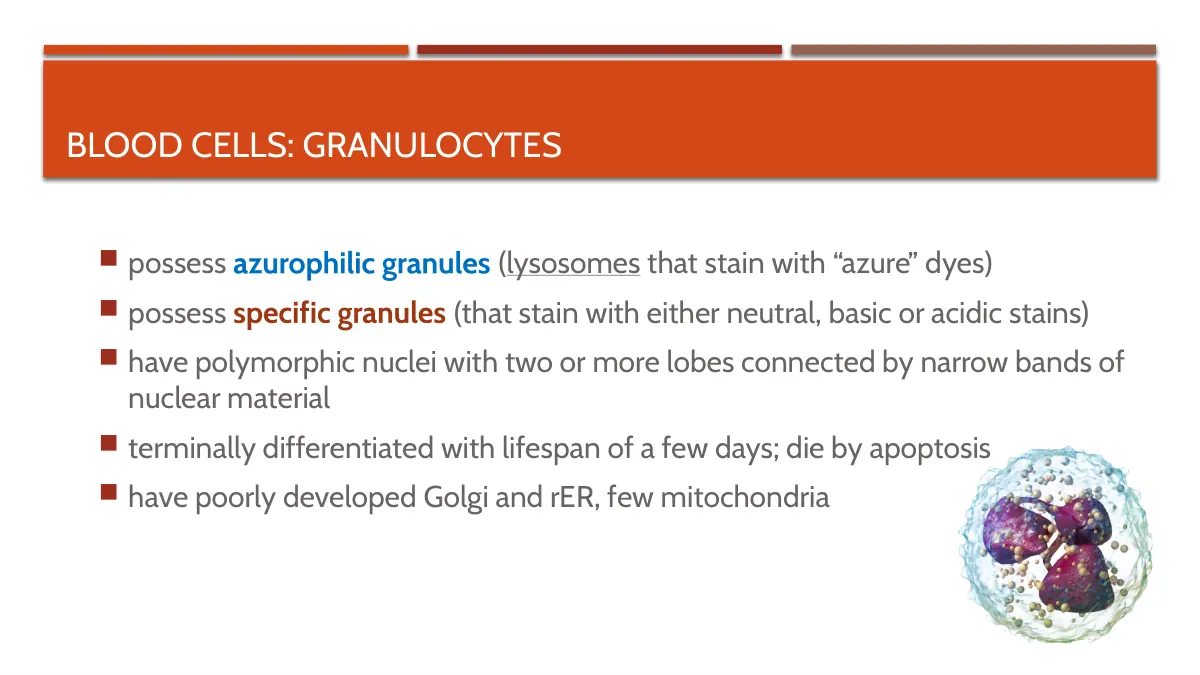 BLOOD CELLS: GRANULOCYTES
possess azurophilic granules (lysosomes that stain with “azure” dyes)
possess specific granules (that stain with either neutral, basic or acidic stains)
have polymorphic nuclei with two or more lobes connected by narrow bands of
nuclear material
terminally differentiated with lifespan of a few days; die by apoptosis
have poorly developed Golgi and rER, few mitochondria